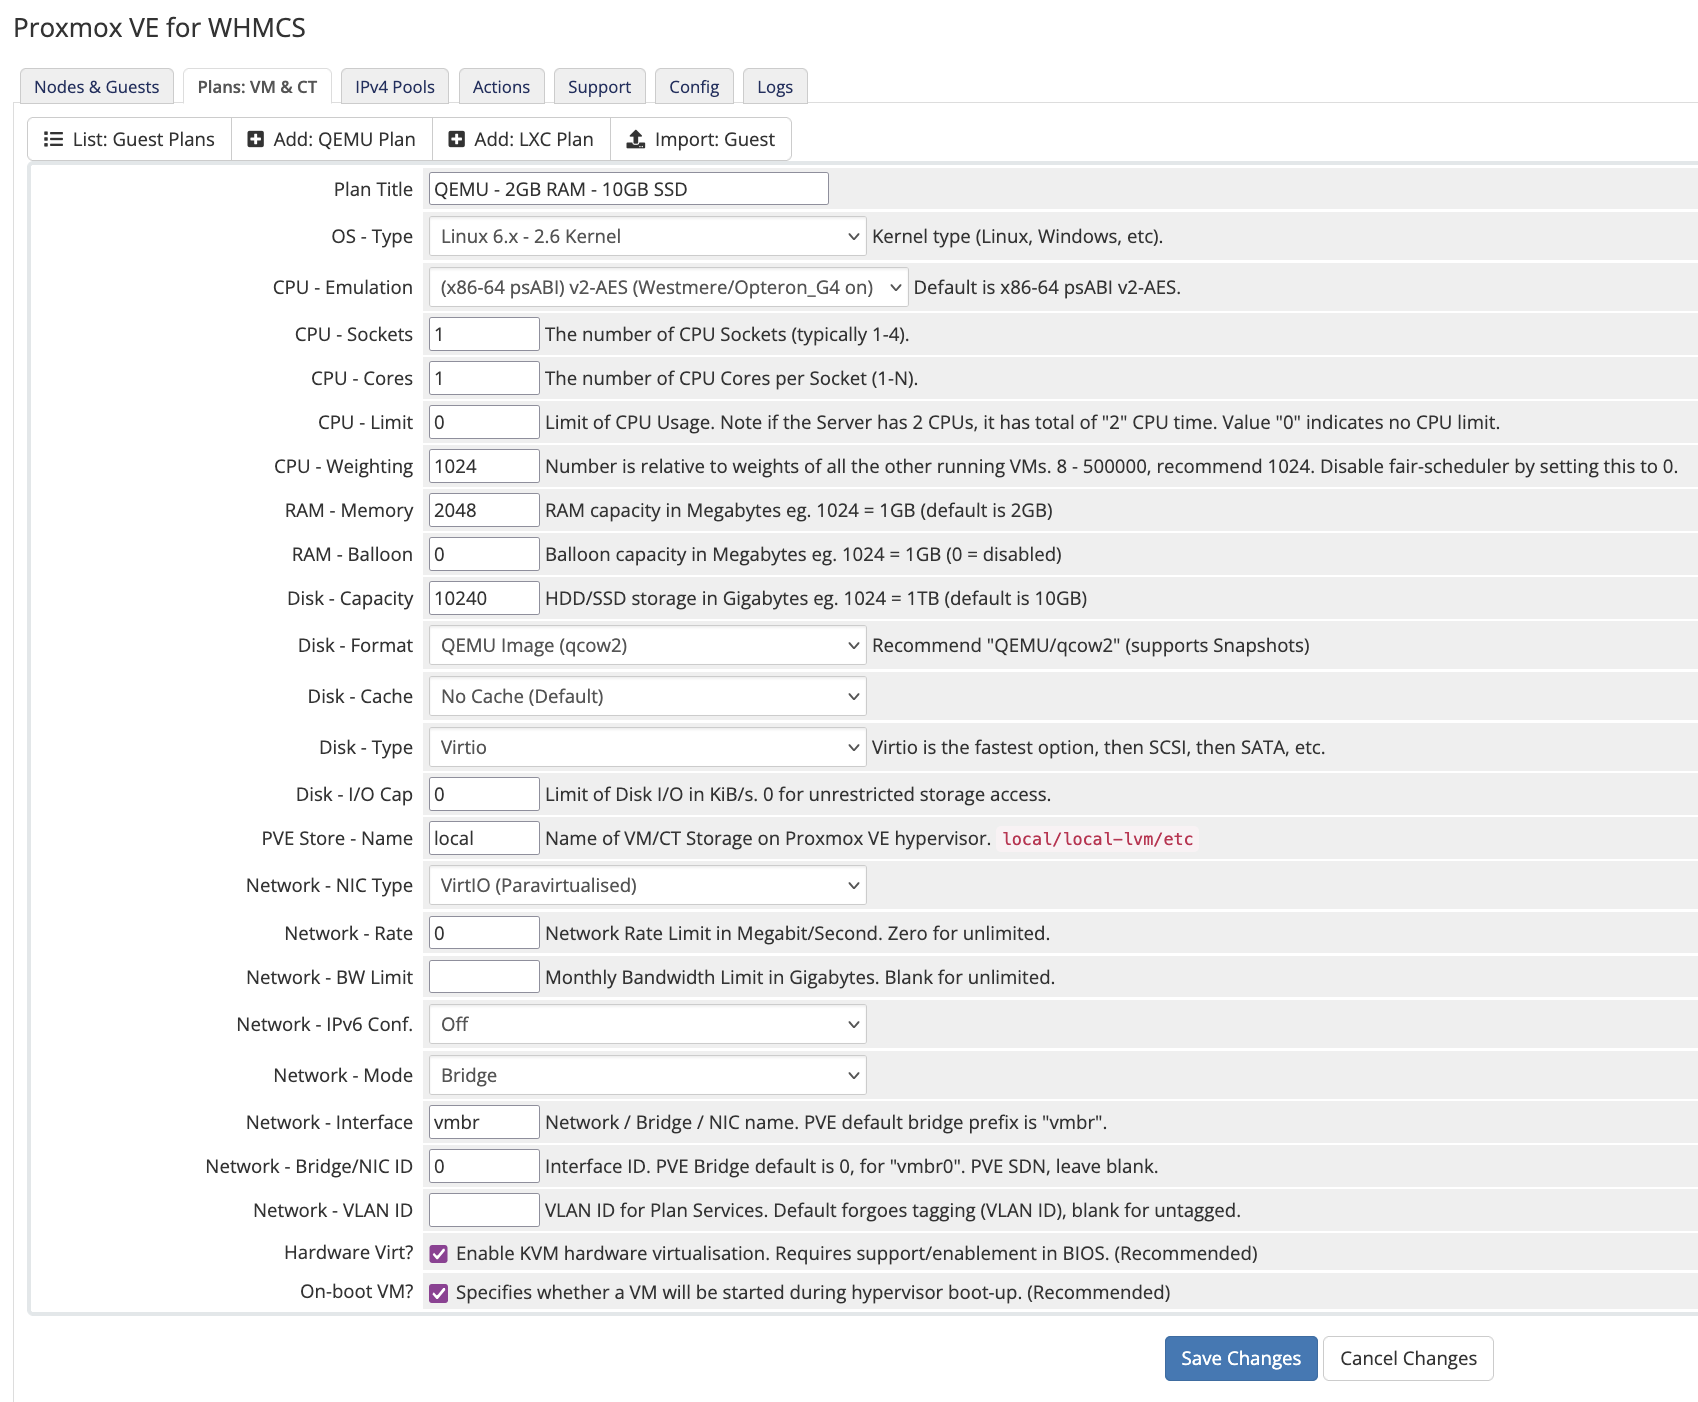 Proxmox VE for WHMCS
Nodes & Guests Plans: VM & CT IPv4 Pools Actions Support Config Logs
List: Guest Plans Add: QEMU Plan Add: LXC Plan Import: Guest
Plan Title QEMU - 2GB RAM - 10GB SSD
OS - Type Linux 6.x - 2.6 Kernel Kernel type (Linux, Windows, etc).
CPU - Emulation (x86-64 psABI) v2-AES (Westmere/Opteron_G4 on) Default is x86-64 psABI v2-AES.
CPU - Sockets 1 The number of CPU Sockets (typically 1-4).
CPU - Cores 1 The number of CPU Cores per Socket (1-N).
CPU - Limit 0 Limit of CPU Usage. Note if the Server has 2 CPUs, it has total of "2" CPU time. Value "0" indicates no CPU limit.
CPU - Weighting 1024 Number is relative to weights of all the other running VMs. 8 - 500000, recommend 1024. Disable fair-scheduler by setting this to 0.
RAM - Memory 2048 RAM capacity in Megabytes eg. 1024 = 1GB (default is 2GB)
RAM - Balloon 0 Balloon capacity in Megabytes eg. 1024 = 1GB (0 = disabled)
Disk - Capacity 10240 HDD/SSD storage in Gigabytes eg. 1024 = 1TB (default is 10GB)
Disk - Format QEMU Image (qcow2) Recommend "QEMU/qcow2" (supports Snapshots)
Disk - Cache No Cache (Default)
Disk - Type Virtio Virtio is the fastest option, then SCSI, then SATA, etc.
Disk - I/O Cap 0 Limit of Disk I/O in KiB/s. 0 for unrestricted storage access.
PVE Store - Name local Name of VM/CT Storage on Proxmox VE hypervisor. local/local-lvm/etc
Network - NIC Type VirtIO (Paravirtualised)
Network - Rate 0 Network Rate Limit in Megabit/Second. Zero for unlimited.
Network - BW Limit Monthly Bandwidth Limit in Gigabytes. Blank for unlimited.
Network - IPv6 Conf. Off
Network - Mode Bridge
Network - Interface vmbr Network / Bridge / NIC name. PVE default bridge prefix is "vmbr".
Network - Bridge/NIC ID 0 Interface ID. PVE Bridge default is 0, for "vmbr0". PVE SDN, leave blank.
Network - VLAN ID VLAN ID for Plan Services. Default forgoes tagging (VLAN ID), blank for untagged.
Hardware Virt? Enable KVM hardware virtualisation. Requires support/enablement in BIOS. (Recommended)
On-boot VM? Specifies whether a VM will be started during hypervisor boot-up. (Recommended)
Save Changes Cancel Changes